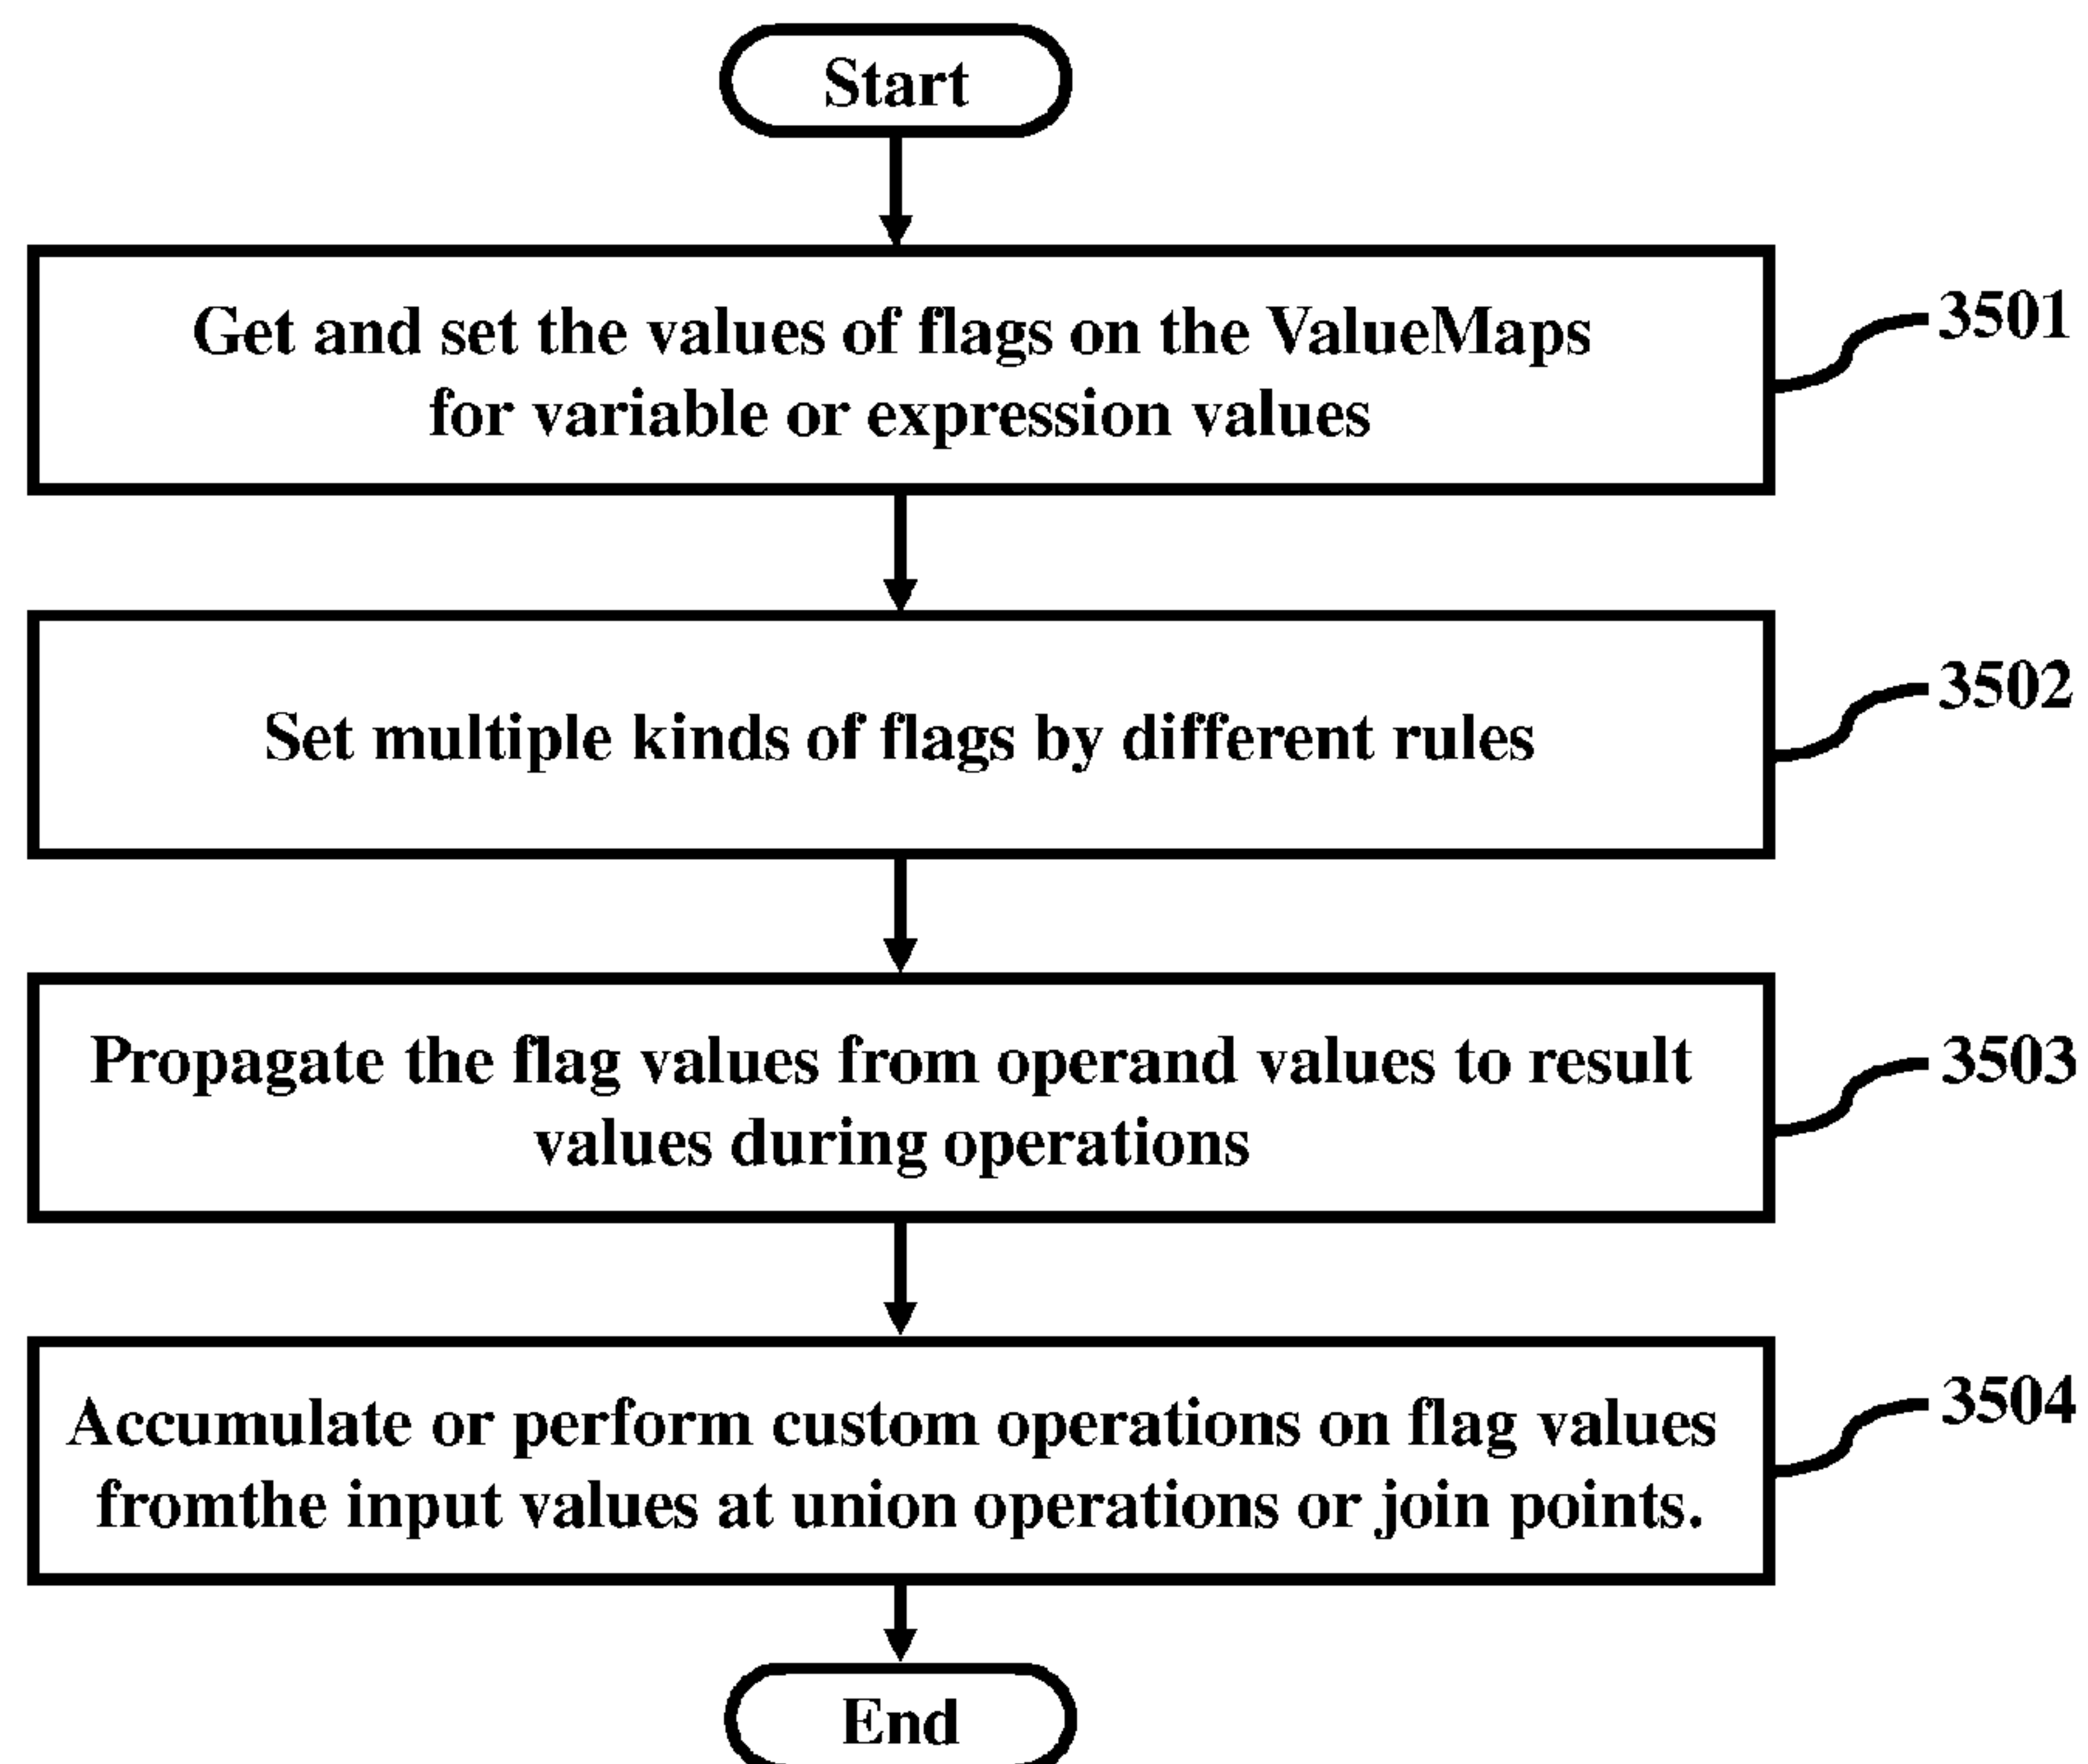 Start
Get and set the values of flags on the ValueMaps
for variable or expression values
3501
Set multiple kinds of flags by different rules
3502
Propagate the flag values from operand values to result
values during operations
3503
Accumulate or perform custom operations on flag values
fromthe input values at union operations or join points.
3504
End